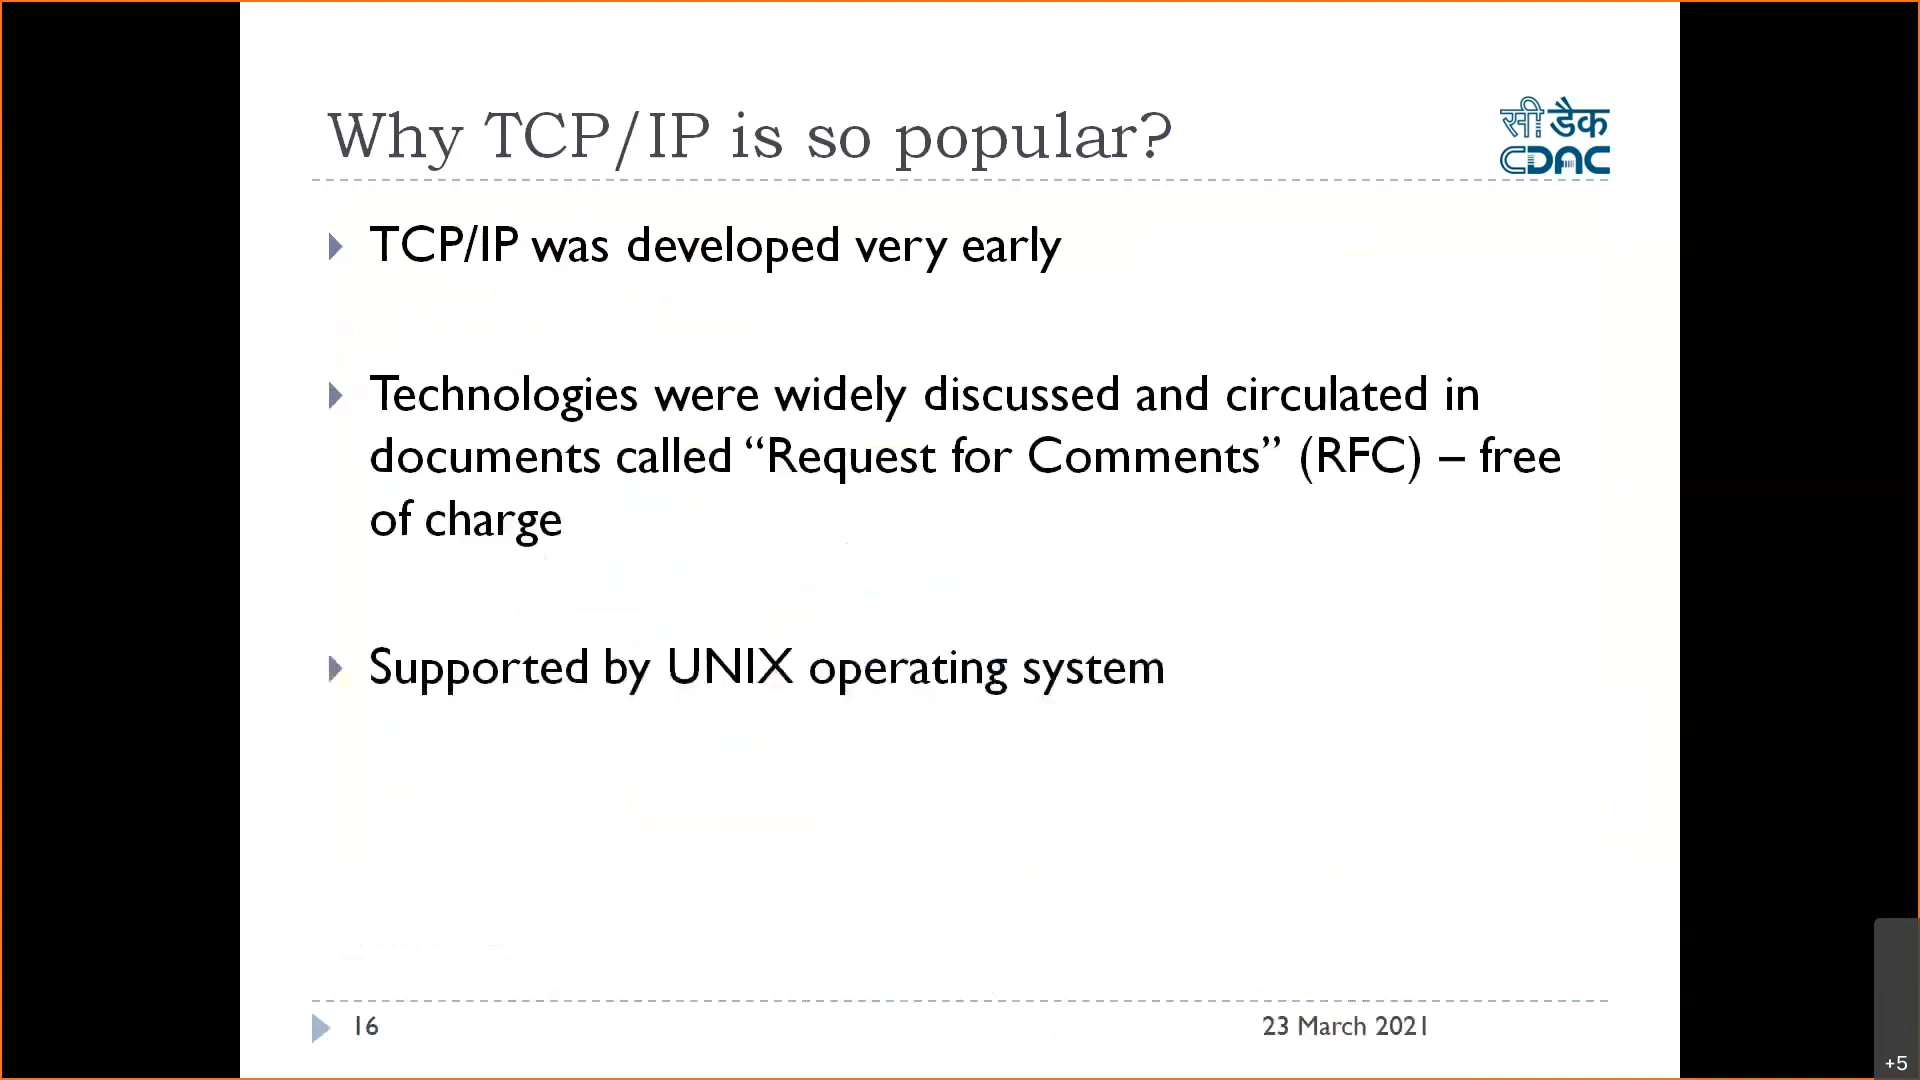 Why TCP/IP is so popular?
सी डैक
CDAC
TCP/IP was developed very early
Technologies were widely discussed and circulated in
documents called “Request for Comments” (RFC) – free
of charge
Supported by UNIX operating system
16
23 March 2021
+5